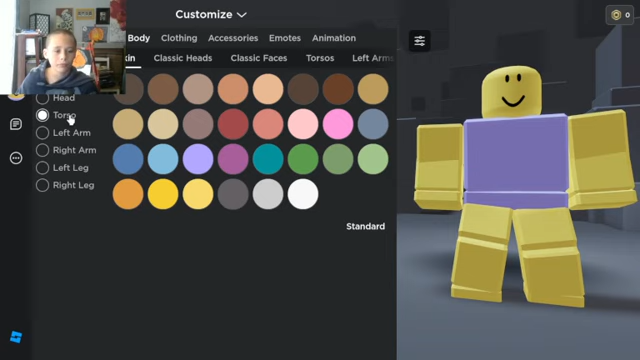 Customize
0
Body Clothing Accessories Emotes Animation
kin Classic Heads Classic Faces Torsos Left Arms
Head
Torso
Left Arm
Right Arm
Left Leg
Right Leg
Standard